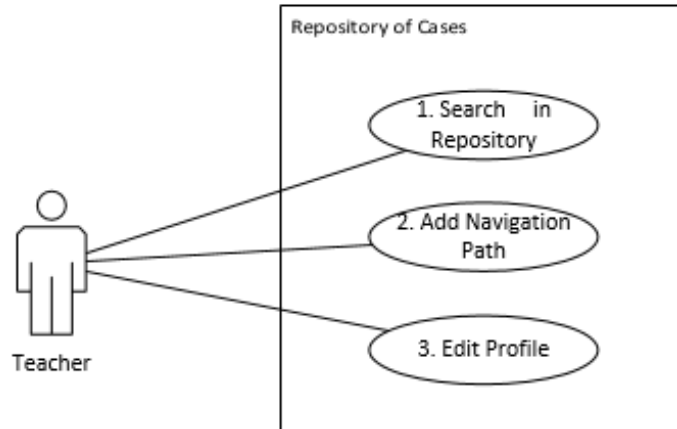 Repository of Cases
1. Search in
Repository
2. Add Navigation
Path
3. Edit Profile
Teacher